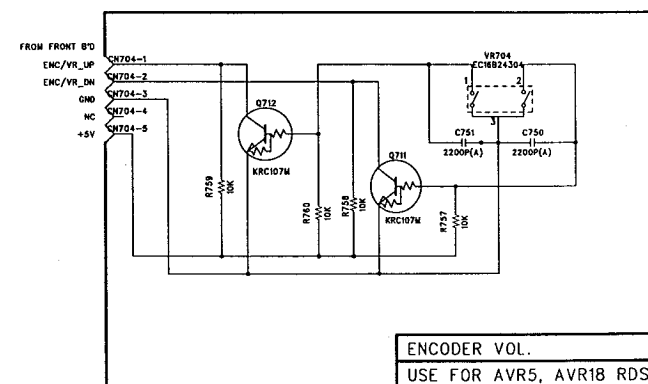 FROM FRONT B'D
ENC/VR_UP CN704-1
ENC/VR_DN CN704-2
GND CN704-3
NC CN704-4
+5V CN704-5
VR704
EC16B24304
1
2
3
Q712
KRC107M
Q711
KRC107M
C751
2200P(A)
C750
2200P(A)
R759
10K
R760
10K
R758
10K
R757
10K
ENCODER VOL.
USE FOR AVR5, AVR18 RDS